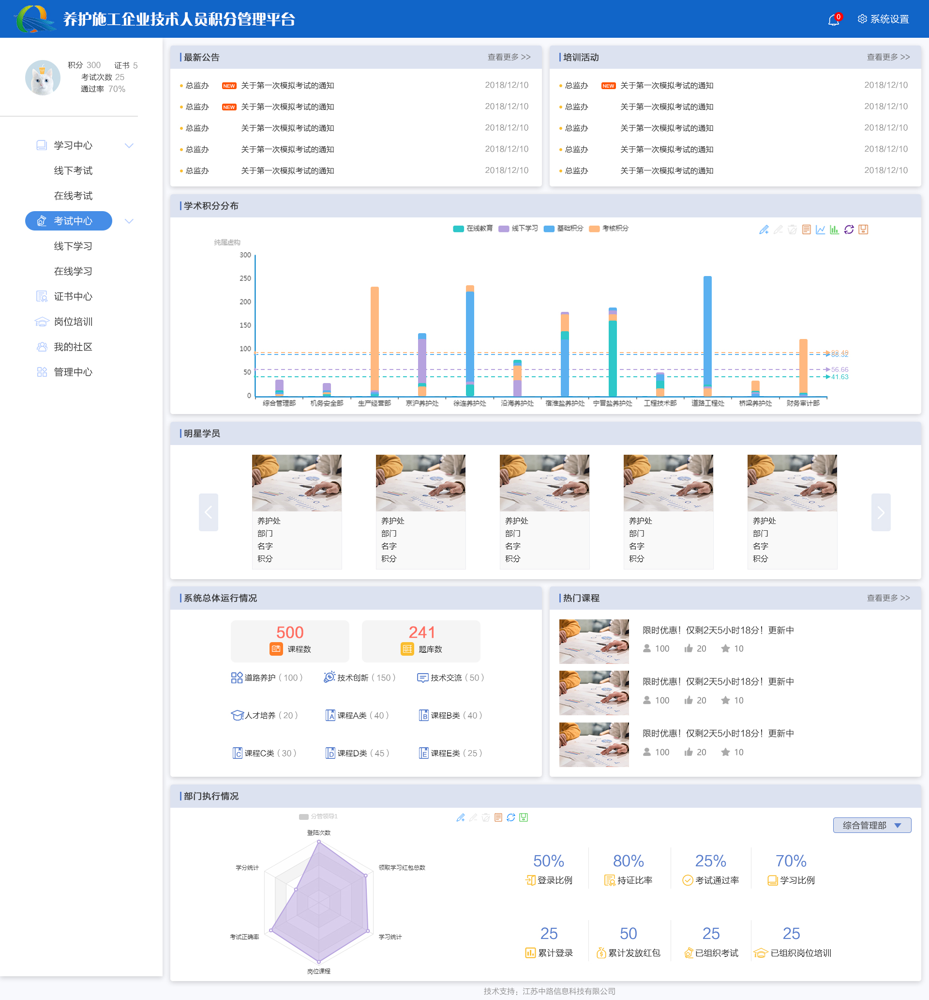 养护施工企业技术人员积分管理平台
0
系统设置
积分 300 证书 5
考试次数 25
通过率 70%
学习中心
线下考试
在线考试
考试中心
线下学习
在线学习
证书中心
岗位培训
我的社区
管理中心
最新公告 查看更多 >>
总监办 NEW 关于第一次模拟考试的通知 2018/12/10
总监办 NEW 关于第一次模拟考试的通知 2018/12/10
总监办 关于第一次模拟考试的通知 2018/12/10
总监办 关于第一次模拟考试的通知 2018/12/10
总监办 关于第一次模拟考试的通知 2018/12/10
培训活动 查看更多 >>
总监办 NEW 关于第一次模拟考试的通知 2018/12/10
总监办 关于第一次模拟考试的通知 2018/12/10
总监办 关于第一次模拟考试的通知 2018/12/10
总监办 关于第一次模拟考试的通知 2018/12/10
总监办 关于第一次模拟考试的通知 2018/12/10
学术积分分布
在线教育 线下学习 基础积分 考核积分
纯属虚构
300
250
200
150
100
50
0
88.32
56.66
41.63
综合管理部 机务安全部 生产经营部 京沪养护处 徐连养护处 沿海养护处 宿淮盐养护处 宁宿盐养护处 工程技术部 道路工程处 桥梁养护处 财务审计部
明星学员
养护处 养护处 养护处 养护处 养护处
部门 部门 部门 部门 部门
名字 名字 名字 名字 名字
积分 积分 积分 积分 积分
系统总体运行情况
500 241
课程数 题库数
道路养护（100） 技术创新（150） 技术交流（50）
人才培养（20） A 课程A类（40） B 课程B类（40）
C 课程C类（30） D 课程D类（45） E 课程E类（25）
热门课程 查看更多 >>
限时优惠！仅剩2天5小时18分！更新中
100 20 10
限时优惠！仅剩2天5小时18分！更新中
100 20 10
限时优惠！仅剩2天5小时18分！更新中
100 20 10
部门执行情况
分管领导1
登陆次数
学分统计 领取学习红包总数
考试正确率 学习统计
岗位课程
综合管理部
50% 80% 25% 70%
登录比例 持证比率 考试通过率 学习比例
25 50 25 25
累计登录 累计发放红包 已组织考试 已组织岗位培训
技术支持：江苏中路信息科技有限公司